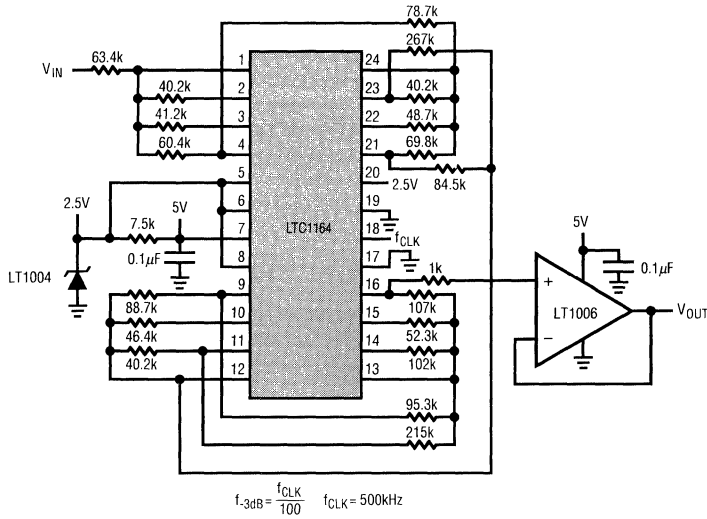 78.7k
267k
63.4k
V_IN
1
24
40.2k
2
23
40.2k
41.2k
3
22
48.7k
60.4k
4
21
69.8k
5
20
2.5V
84.5k
2.5V
5V
6
19
7.5k
7
LTC1164
18
f_CLK
0.1µF
8
17
5V
LT1004
1k
0.1µF
9
16
88.7k
107k
+
LT1006
V_OUT
10
15
46.4k
52.3k
−
11
14
40.2k
102k
12
13
95.3k
215k
f_-3dB = f_CLK/100 f_CLK = 500kHz